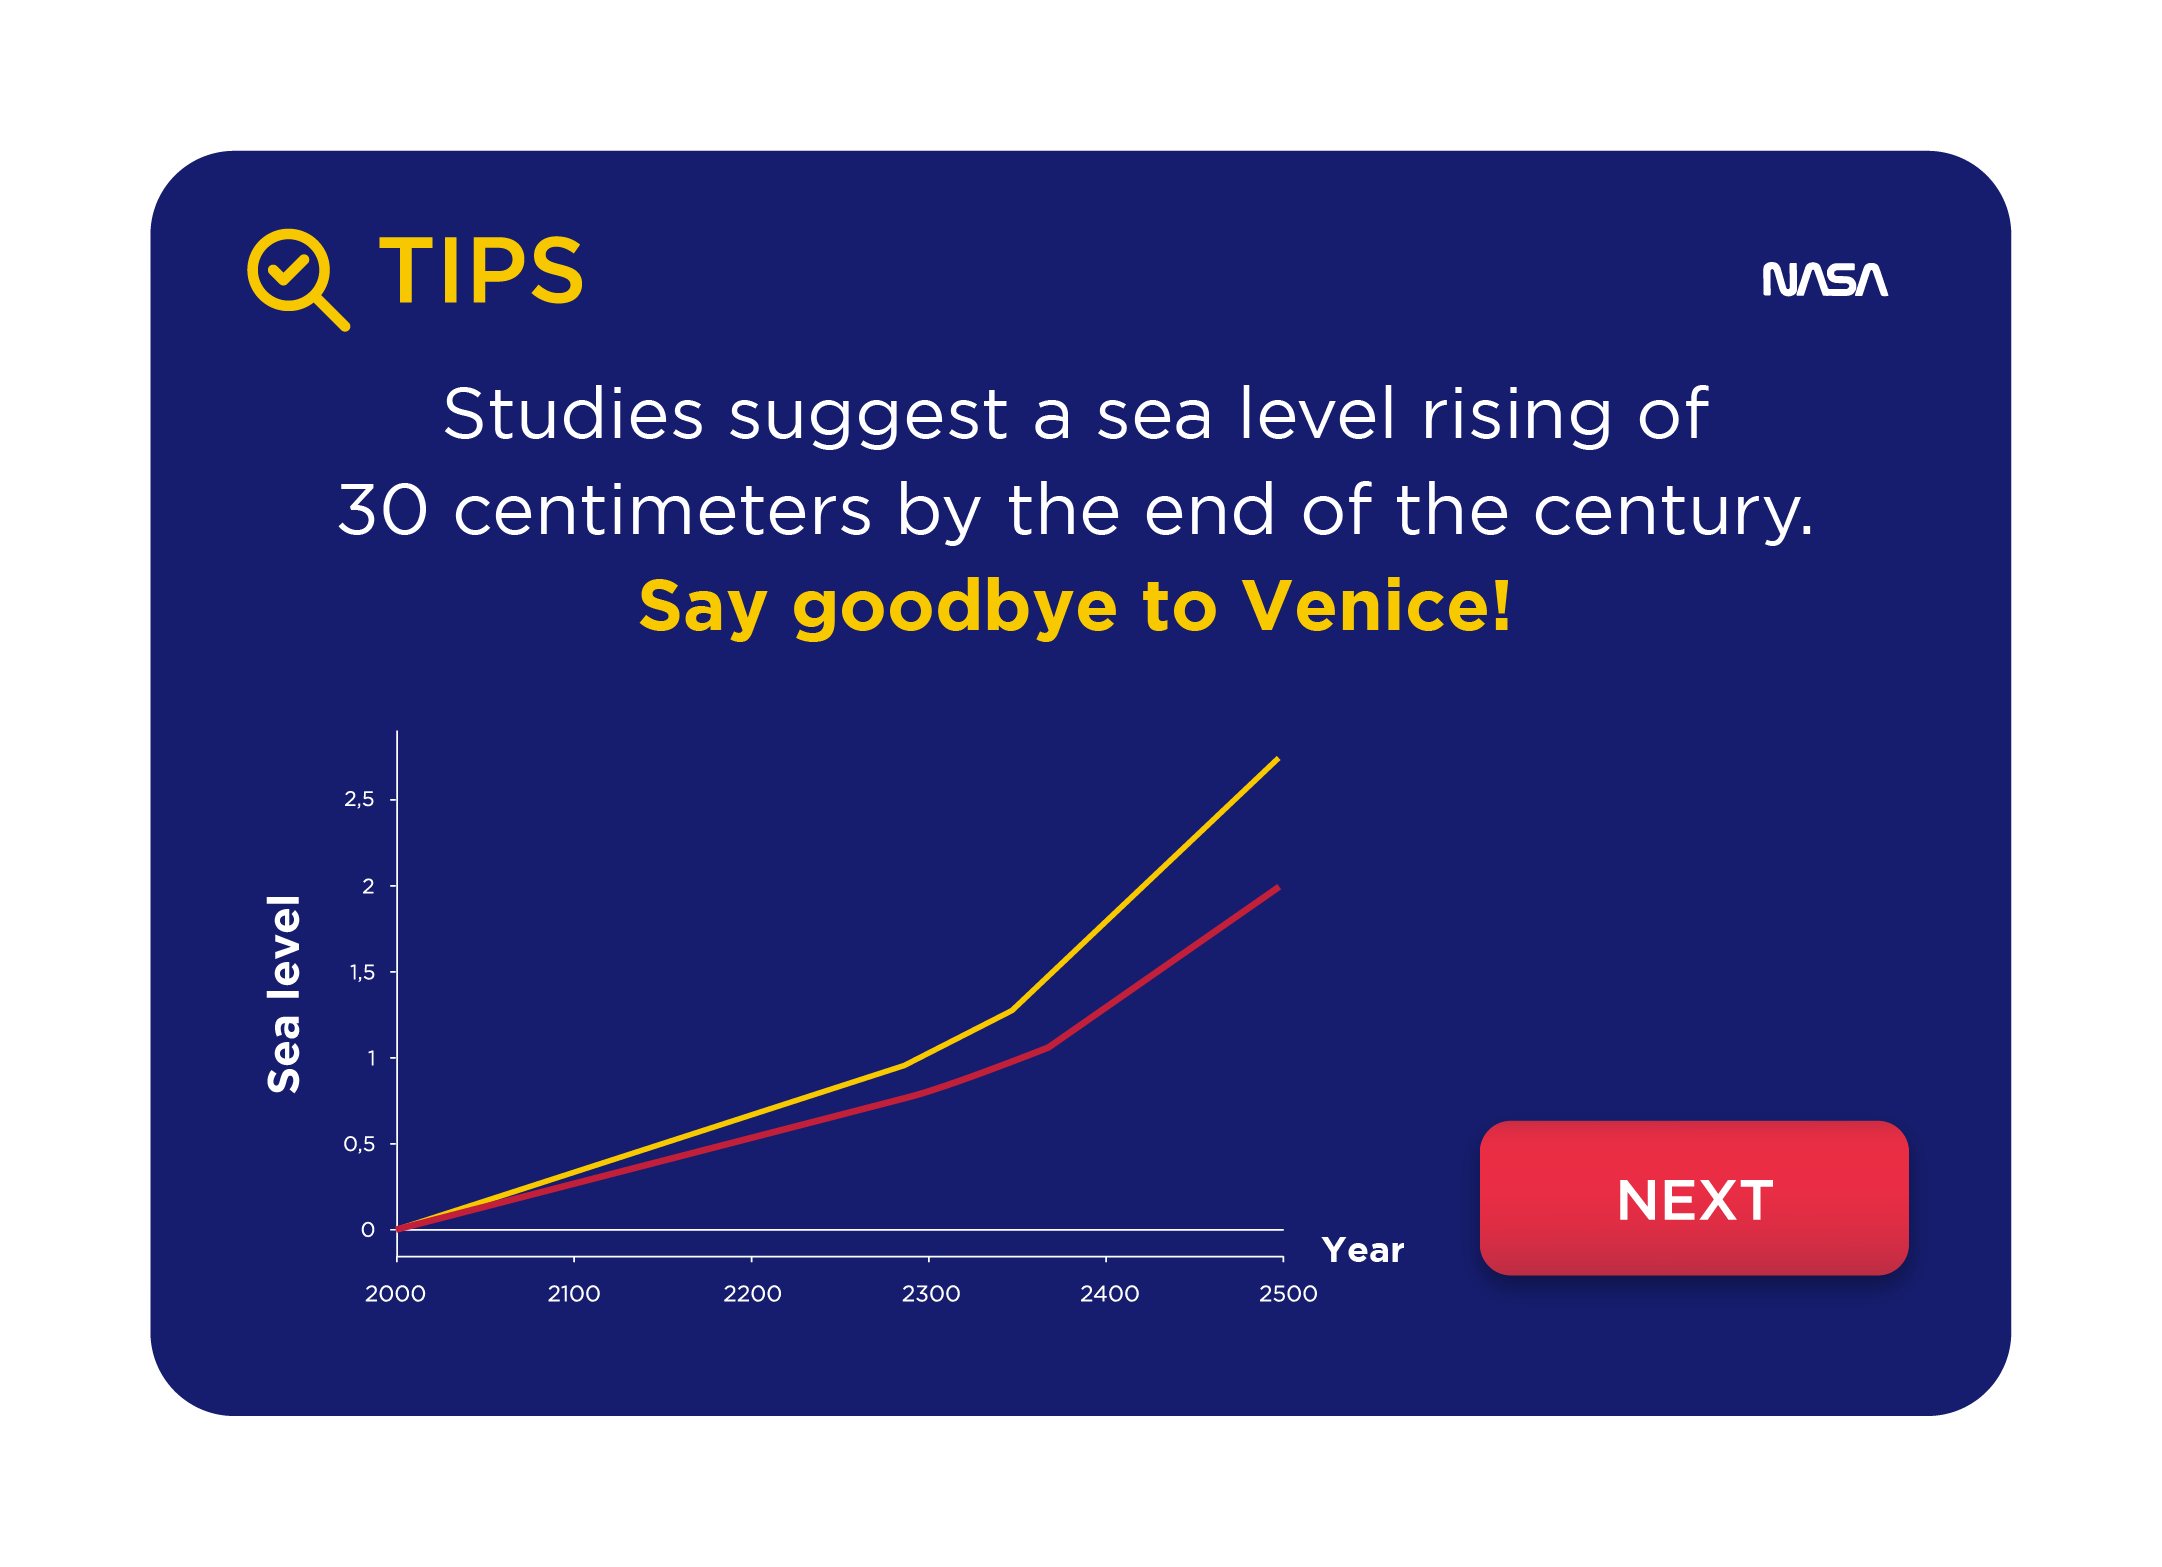 TIPS
NASA
Studies suggest a sea level rising of
30 centimeters by the end of the century.
Say goodbye to Venice!
Sea level
2,5
2
1,5
1
0,5
0
2000 2100 2200 2300 2400 2500
Year
NEXT